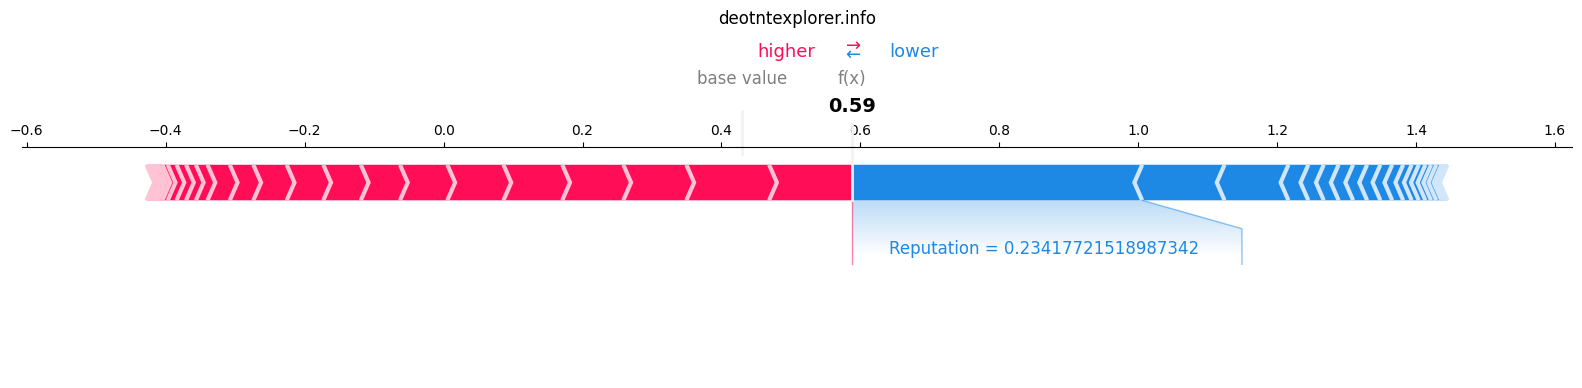 deotntexplorer.info
higher ⇄ lower
base value f(x)
0.59
−0.6 −0.4 −0.2 0.0 0.2 0.4 0.6 0.8 1.0 1.2 1.4 1.6
Reputation = 0.23417721518987342